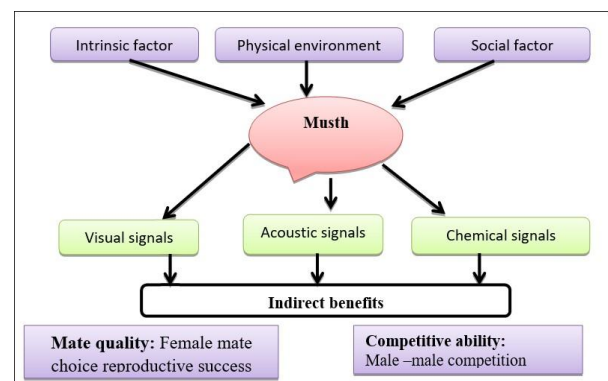 Intrinsic factor
Physical environment
Social factor
Musth
Visual signals
Acoustic signals
Chemical signals
Indirect benefits
Mate quality: Female mate
choice reproductive success
Competitive ability:
Male –male competition